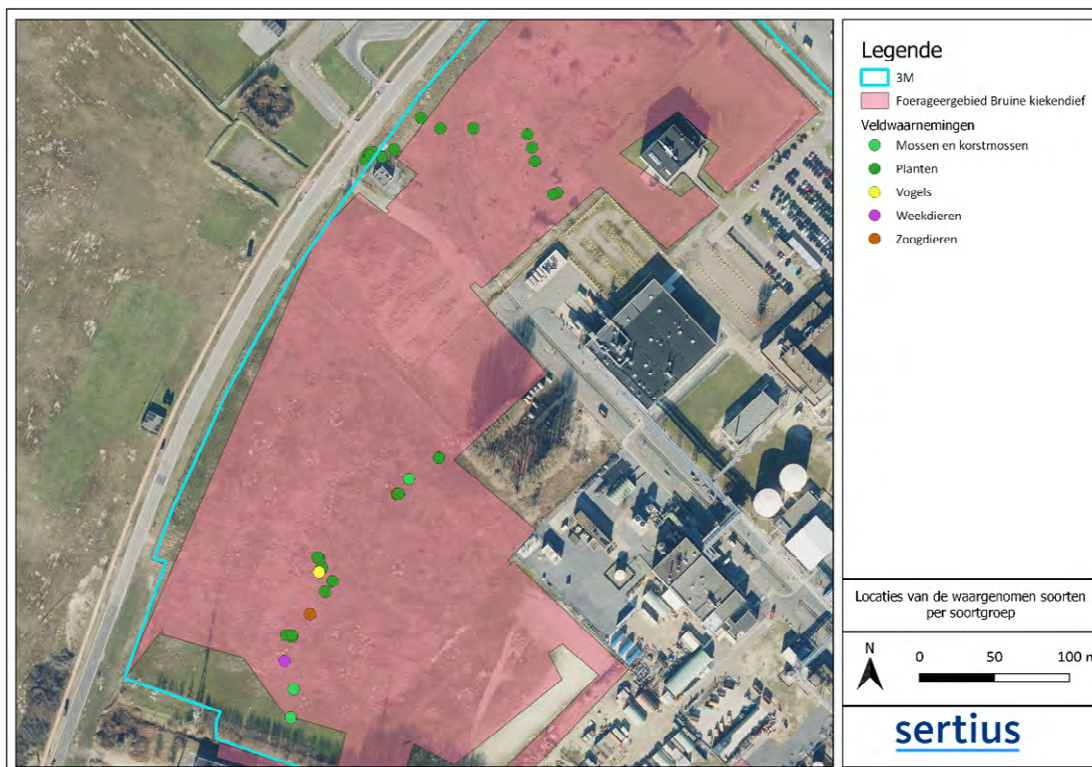 Legende
3M
Foerageergebied Bruine kiekendief
Veldwaarnemingen
Mossen en korstmossen
Planten
Vogels
Weekdieren
Zoogdieren
Locaties van de waargenomen soorten
per soortgroep
N
0 50 100 m
sertius